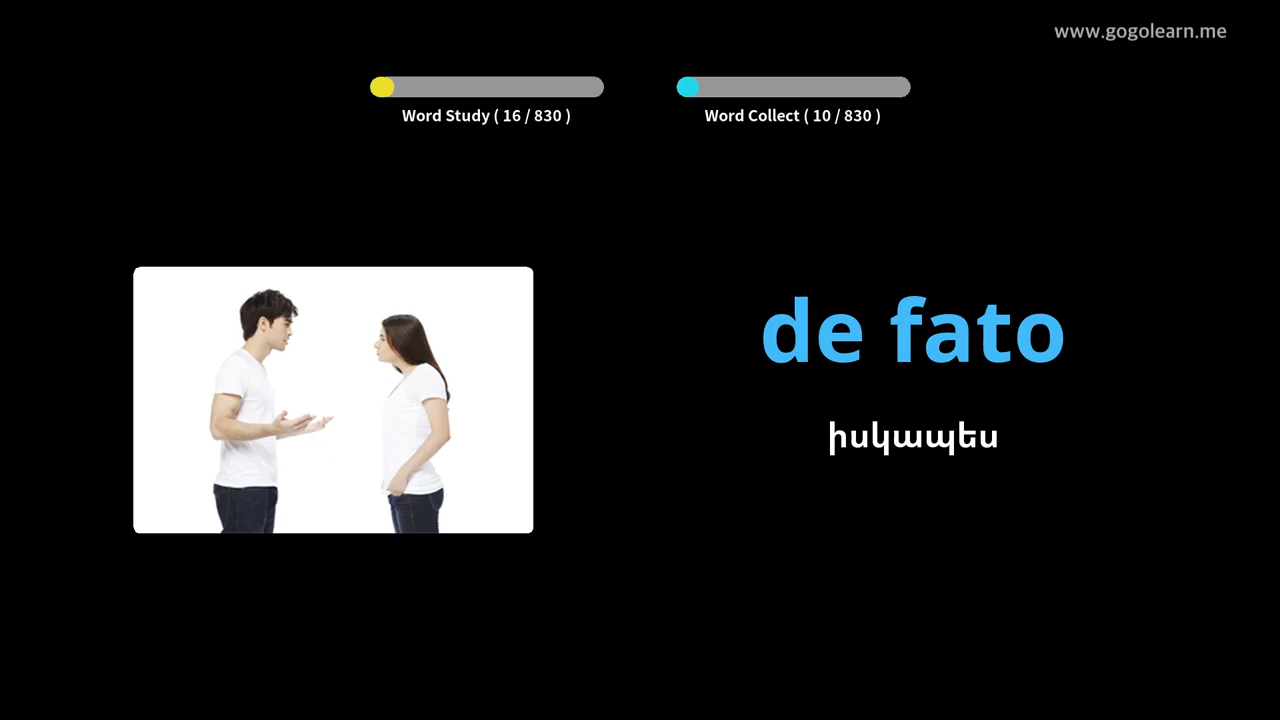 www.gogolearn.me
Word Study ( 16 / 830 )
Word Collect ( 10 / 830 )
de fato
իսկապես